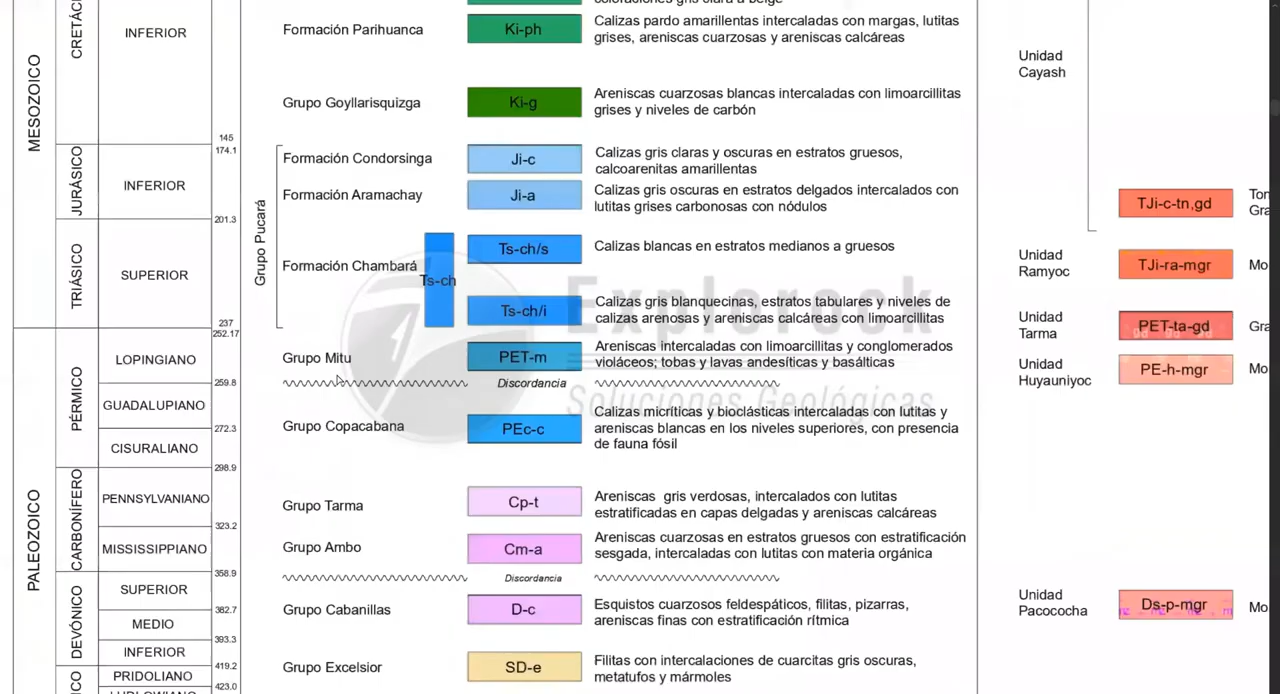 coloraciones gris clara a beige
MESOZOICO
CRETÁC
INFERIOR
Formación Parihuanca
Ki-ph
Calizas pardo amarillentas intercaladas con margas, lutitas
grises, areniscas cuarzosas y areniscas calcáreas
Unidad
Cayash
Grupo Goyllarisquizga
Ki-g
Areniscas cuarzosas blancas intercaladas con limoarcillitas
grises y niveles de carbón
145
174.1
JURÁSICO
INFERIOR
Grupo Pucará
Formación Condorsinga
Ji-c
Calizas gris claras y oscuras en estratos gruesos,
calcoarenitas amarillentas
Formación Aramachay
Ji-a
Calizas gris oscuras en estratos delgados intercalados con
lutitas grises carbonosas con nódulos
TJi-c-tn,gd
Ton
Gra
201.3
TRIÁSICO
SUPERIOR
Formación Chambará
Ts-ch
Ts-ch/s
Calizas blancas en estratos medianos a gruesos
Unidad
Ramyoc
TJi-ra-mgr
Mo
Ts-ch/i
Calizas gris blanquecinas, estratos tabulares y niveles de
calizas arenosas y areniscas calcáreas con limoarcillitas
Explorock
Soluciones Geológicas
237
252.17
Unidad
Tarma
PET-ta-gd
Gra
PALEOZOICO
PÉRMICO
LOPINGIANO
Grupo Mitu
PET-m
Areniscas intercaladas con limoarcillitas y conglomerados
violáceos; tobas y lavas andesíticas y basálticas
Unidad
Huyauniyoc
PE-h-mgr
Mo
259.8
Discordancia
GUADALUPIANO
272.3
CISURALIANO
Grupo Copacabana
PEc-c
Calizas micríticas y bioclásticas intercaladas con lutitas y
areniscas blancas en los niveles superiores, con presencia
de fauna fósil
298.9
CARBONÍFERO
PENNSYLVANIANO
Grupo Tarma
Cp-t
Areniscas gris verdosas, intercalados con lutitas
estratificadas en capas delgadas y areniscas calcáreas
323.2
MISSISSIPPIANO
Grupo Ambo
Cm-a
Areniscas cuarzosas en estratos gruesos con estratificación
sesgada, intercaladas con lutitas con materia orgánica
358.9
Discordancia
DEVÓNICO
SUPERIOR
382.7
MEDIO
393.3
INFERIOR
Grupo Cabanillas
D-c
Esquistos cuarzosos feldespáticos, filitas, pizarras,
areniscas finas con estratificación rítmica
Unidad
Pacococha
Ds-p-mgr
Mo
419.2
ICO
PRIDOLIANO
423.0
LUDLOWIANO
Grupo Excelsior
SD-e
Filitas con intercalaciones de cuarcitas gris oscuras,
metatufos y mármoles